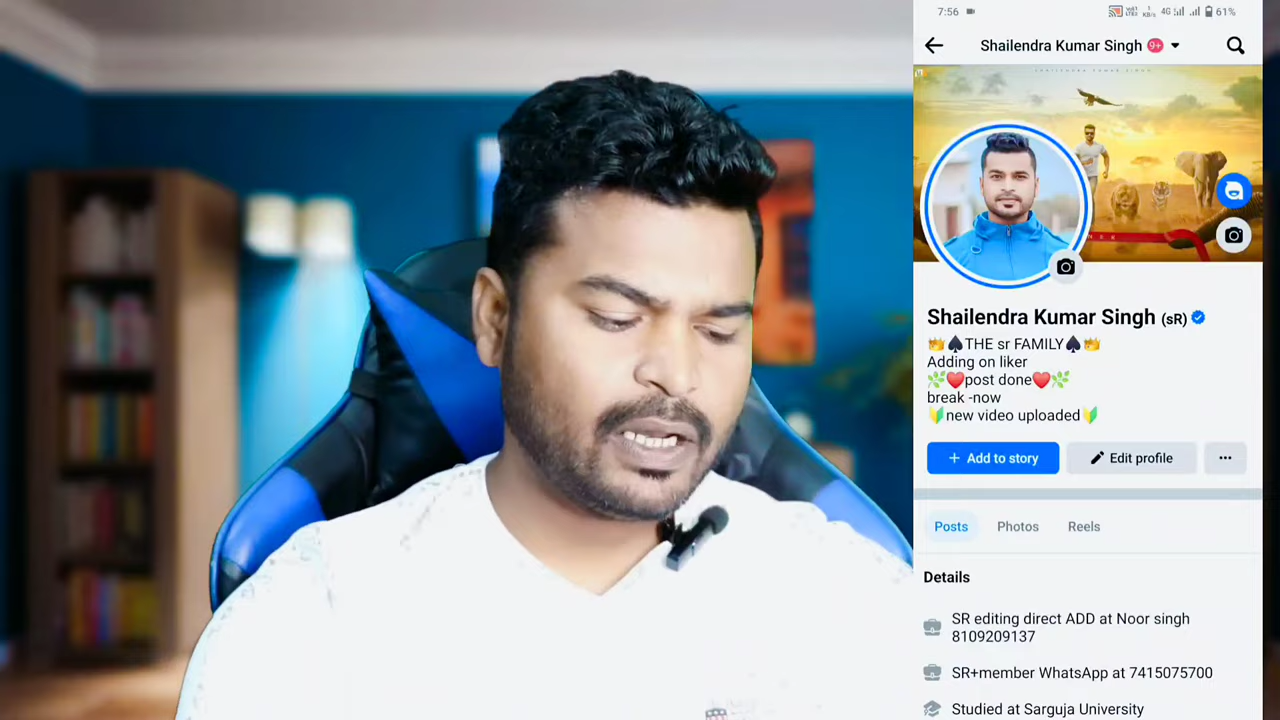 7:56
4G
61%
Shailendra Kumar Singh 9+
Shailendra Kumar Singh (sR)
👑♠️THE sr FAMILY♠️👑
Adding on liker
🌿❤️post done❤️🌿
break -now
🔰new video uploaded🔰
+ Add to story
Edit profile
Posts
Photos
Reels
Details
SR editing direct ADD at Noor singh
8109209137
SR+member WhatsApp at 7415075700
Studied at Sarguja University